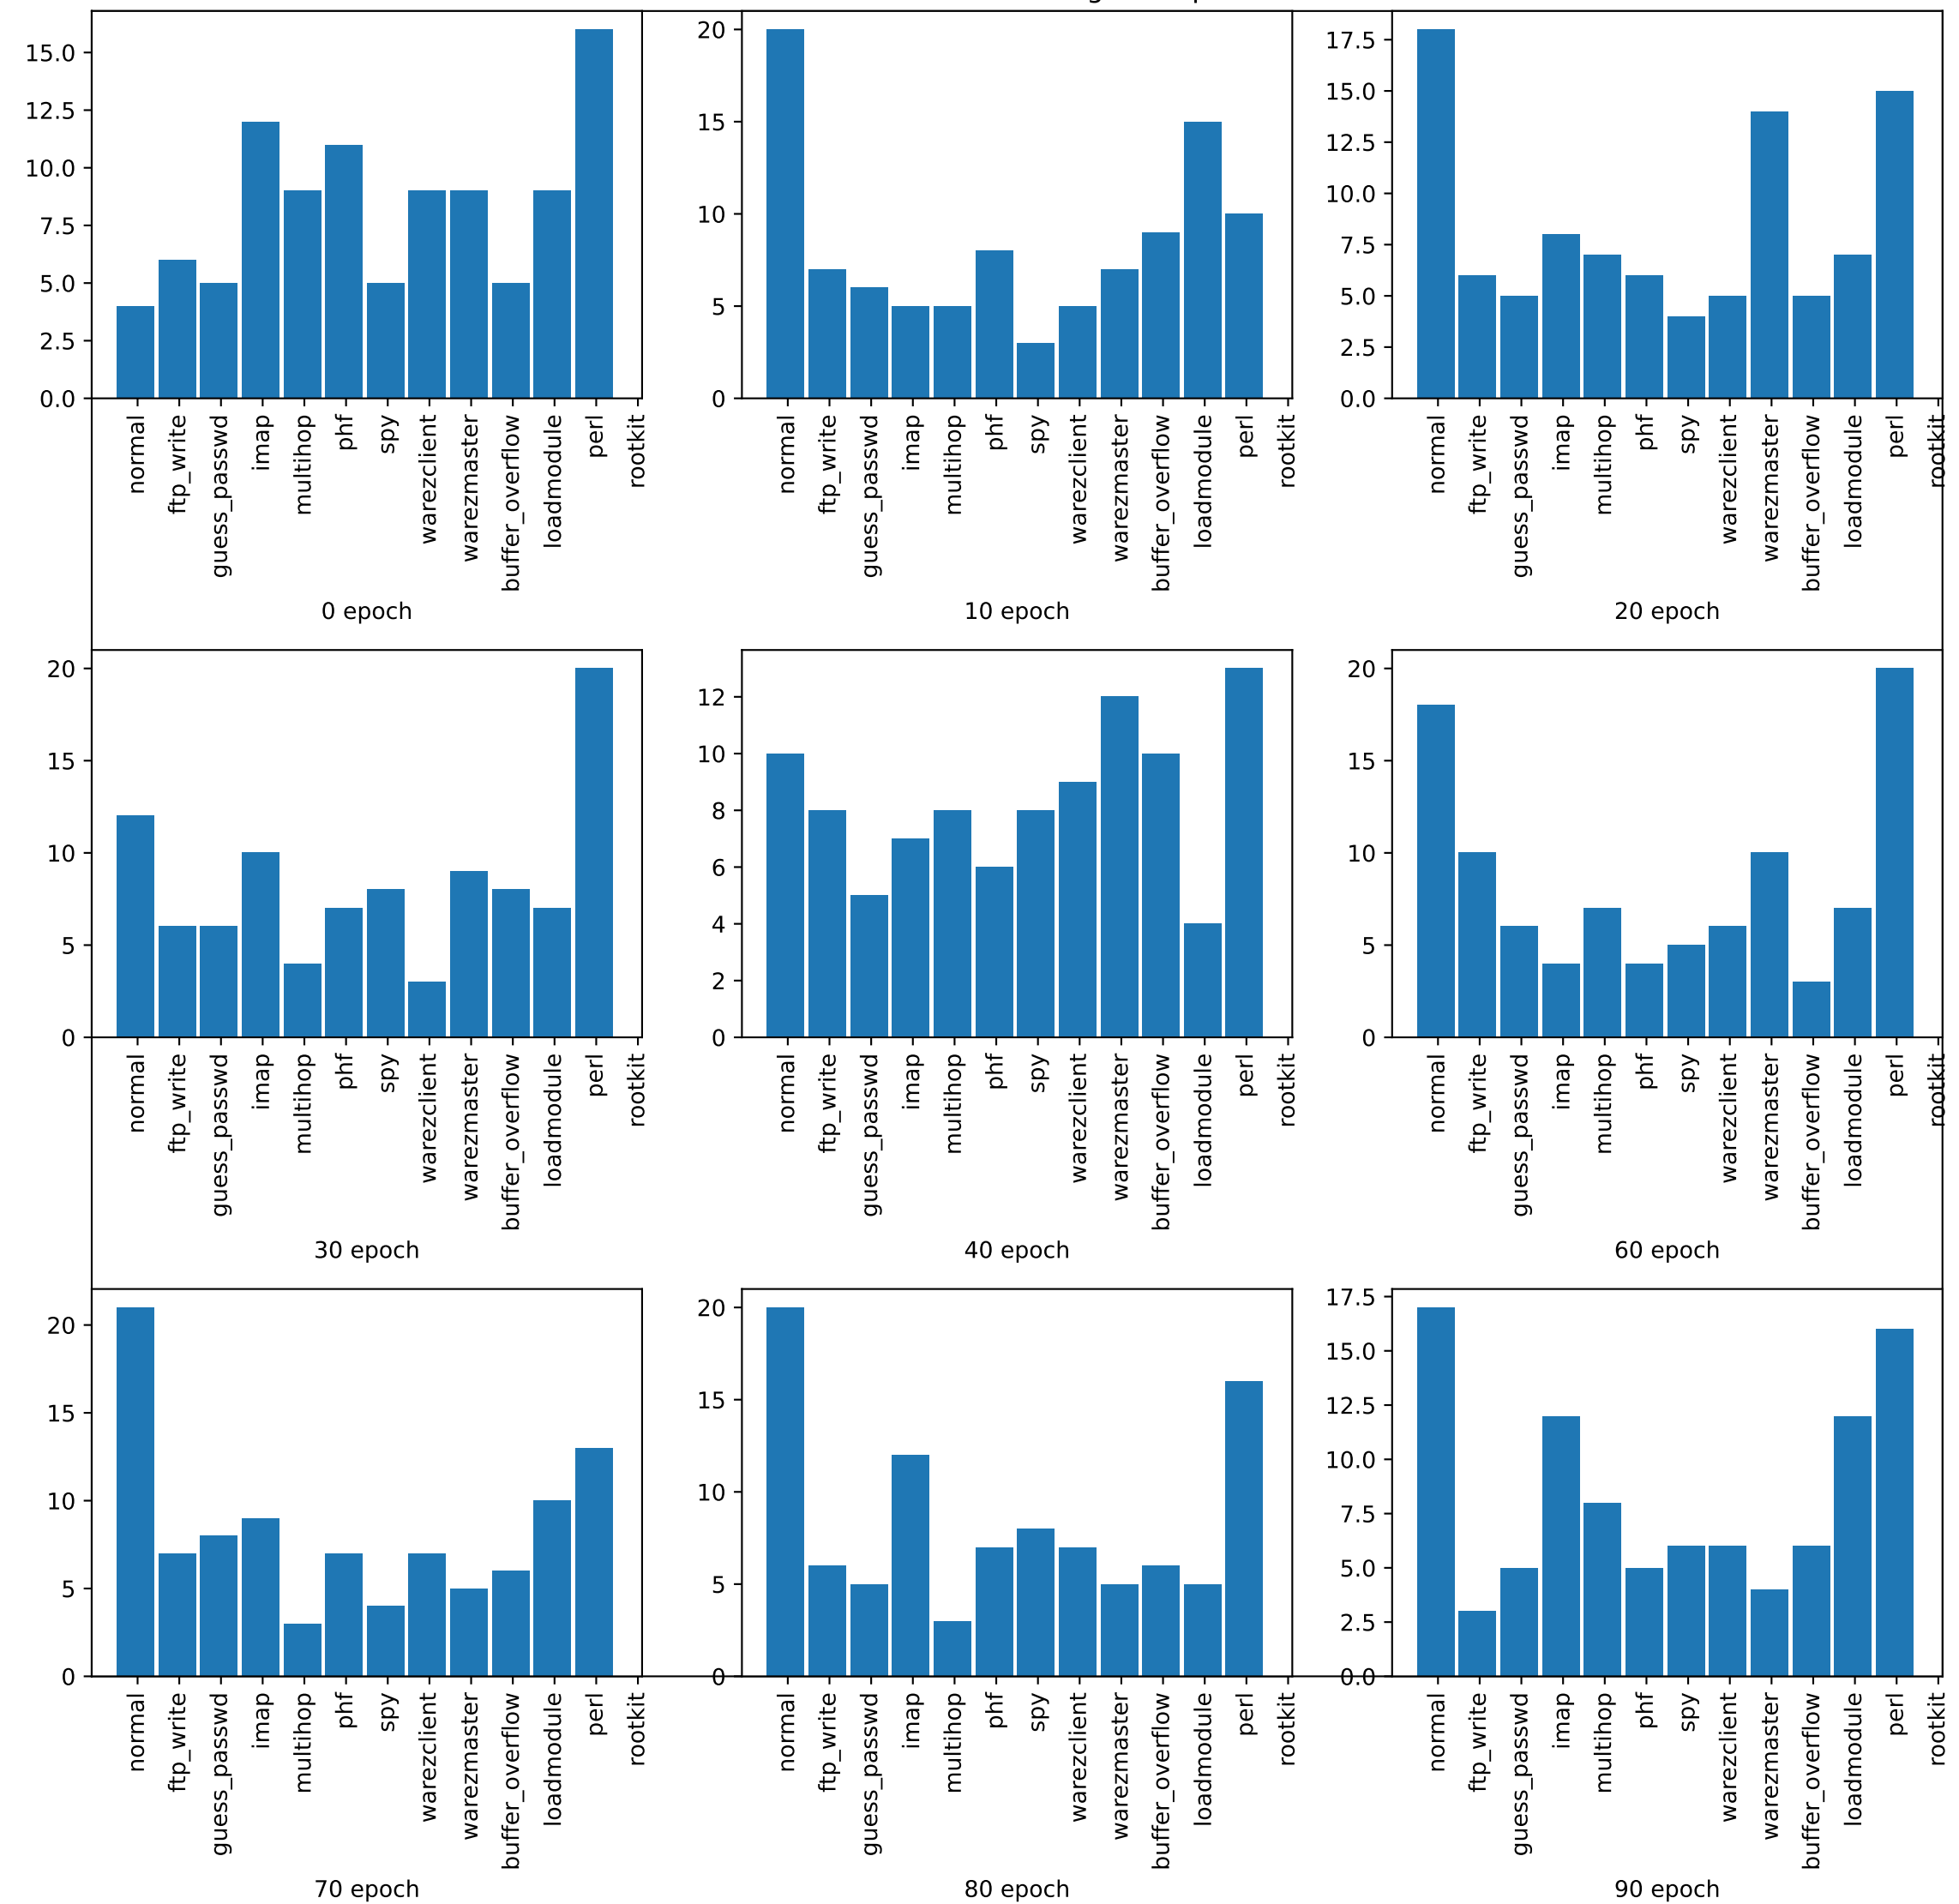 15.0
12.5
10.0
7.5
5.0
2.5
0.0
normal
ftp_write
guess_passwd
imap
multihop
phf
spy
warezclient
warezmaster
buffer_overflow
loadmodule
perl
rootkit
0 epoch
20
15
10
5
0
normal
ftp_write
guess_passwd
imap
multihop
phf
spy
warezclient
warezmaster
buffer_overflow
loadmodule
perl
rootkit
10 epoch
17.5
15.0
12.5
10.0
7.5
5.0
2.5
0.0
normal
ftp_write
guess_passwd
imap
multihop
phf
spy
warezclient
warezmaster
buffer_overflow
loadmodule
perl
rootkit
20 epoch
20
15
10
5
0
normal
ftp_write
guess_passwd
imap
multihop
phf
spy
warezclient
warezmaster
buffer_overflow
loadmodule
perl
rootkit
30 epoch
12
10
8
6
4
2
0
normal
ftp_write
guess_passwd
imap
multihop
phf
spy
warezclient
warezmaster
buffer_overflow
loadmodule
perl
rootkit
40 epoch
20
15
10
5
0
normal
ftp_write
guess_passwd
imap
multihop
phf
spy
warezclient
warezmaster
buffer_overflow
loadmodule
perl
rootkit
60 epoch
20
15
10
5
0
normal
ftp_write
guess_passwd
imap
multihop
phf
spy
warezclient
warezmaster
buffer_overflow
loadmodule
perl
rootkit
70 epoch
20
15
10
5
0
normal
ftp_write
guess_passwd
imap
multihop
phf
spy
warezclient
warezmaster
buffer_overflow
loadmodule
perl
rootkit
80 epoch
17.5
15.0
12.5
10.0
7.5
5.0
2.5
0.0
normal
ftp_write
guess_passwd
imap
multihop
phf
spy
warezclient
warezmaster
buffer_overflow
loadmodule
perl
rootkit
90 epoch